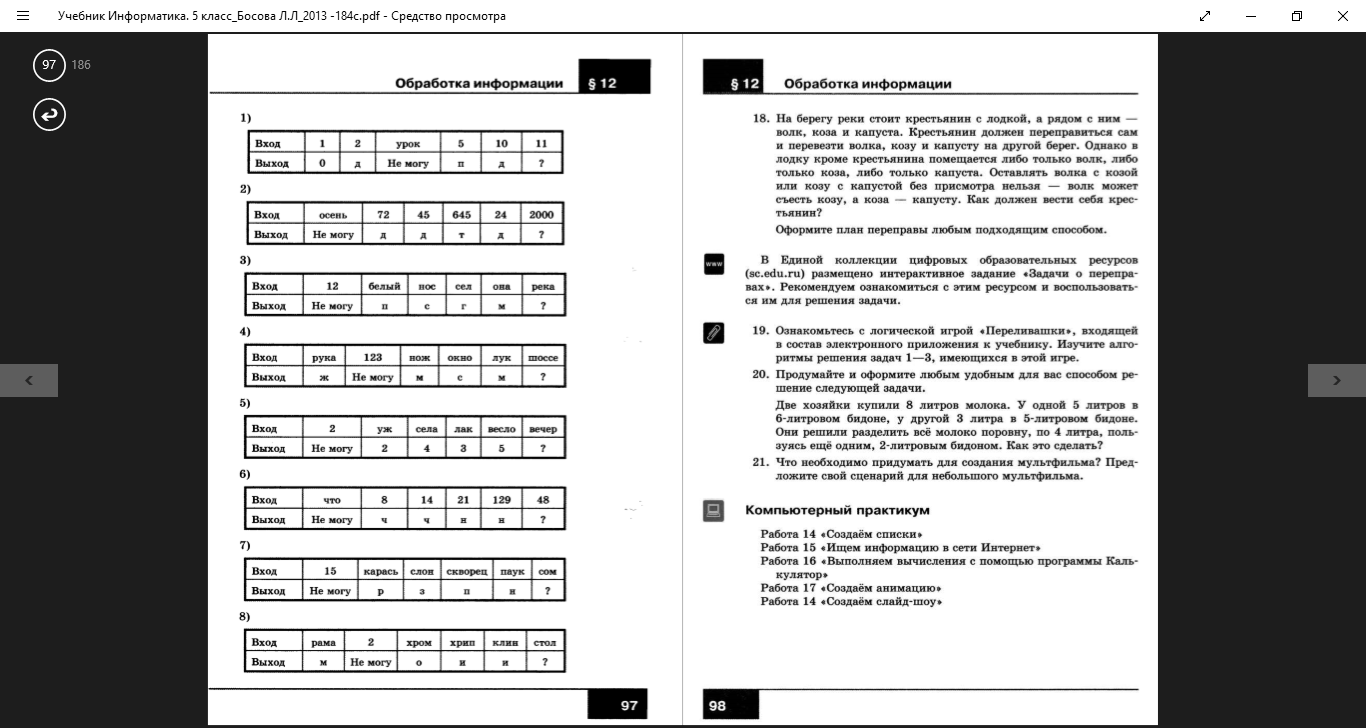 Учебник Информатика. 5 класс_Босова Л.Л_2013 -184с.pdf - Средство просмотра
97 186
Обработка информации § 12
1)
Вход 1 2 урок 5 10 11
Выход 0 д Не могу п д ?
2)
Вход осень 72 45 645 24 2000
Выход Не могу д д т д ?
3)
Вход 12 белый нос сел она река
Выход Не могу п с г м ?
4)
Вход рука 123 нож окно лук шоссе
Выход ж Не могу м с м ?
5)
Вход 2 уж села лак весло вечер
Выход Не могу 2 4 3 5 ?
6)
Вход что 8 14 21 129 48
Выход Не могу ч ч н н ?
7)
Вход 15 карась слон скворец паук сом
Выход Не могу р з п н ?
8)
Вход рама 2 хром хрип клин стол
Выход м Не могу о и и ?
97
§ 12 Обработка информации
18. На берегу реки стоит крестьянин с лодкой, а рядом с ним —
волк, коза и капуста. Крестьянин должен переправиться сам
и перевезти волка, козу и капусту на другой берег. Однако в
лодку кроме крестьянина помещается либо только волк, либо
только коза, либо только капуста. Оставлять волка с козой
или козу с капустой без присмотра нельзя — волк может
съесть козу, а коза — капусту. Как должен вести себя крес-
тьянин?
Оформите план переправы любым подходящим способом.
www
В Единой коллекции цифровых образовательных ресурсов
(sc.edu.ru) размещено интерактивное задание «Задачи о перепра-
вах». Рекомендуем ознакомиться с этим ресурсом и воспользовать-
ся им для решения задачи.
19. Ознакомьтесь с логической игрой «Переливашки», входящей
в состав электронного приложения к учебнику. Изучите алго-
ритмы решения задач 1—3, имеющихся в этой игре.
20. Продумайте и оформите любым удобным для вас способом ре-
шение следующей задачи.
Две хозяйки купили 8 литров молока. У одной 5 литров в
6-литровом бидоне, у другой 3 литра в 5-литровом бидоне.
Они решили разделить всё молоко поровну, по 4 литра, поль-
зуясь ещё одним, 2-литровым бидоном. Как это сделать?
21. Что необходимо придумать для создания мультфильма? Пред-
ложите свой сценарий для небольшого мультфильма.
Компьютерный практикум
Работа 14 «Создаём списки»
Работа 15 «Ищем информацию в сети Интернет»
Работа 16 «Выполняем вычисления с помощью программы Каль-
кулятор»
Работа 17 «Создаём анимацию»
Работа 14 «Создаём слайд-шоу»
98